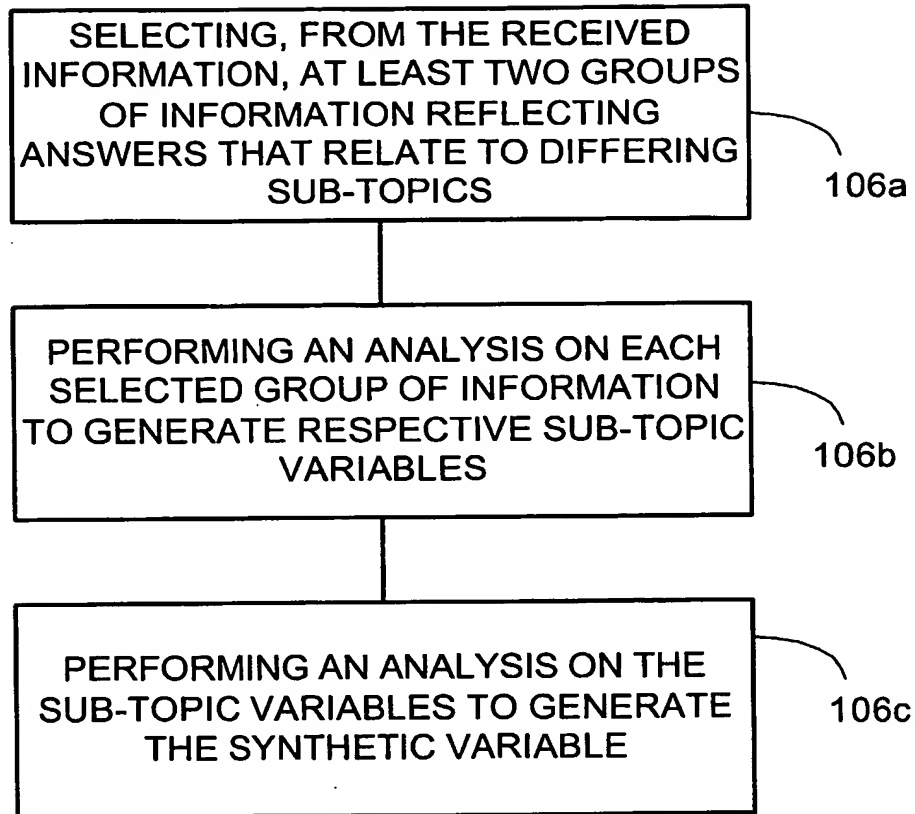 SELECTING, FROM THE RECEIVED
INFORMATION, AT LEAST TWO GROUPS
OF INFORMATION REFLECTING
ANSWERS THAT RELATE TO DIFFERING
SUB-TOPICS
106a
PERFORMING AN ANALYSIS ON EACH
SELECTED GROUP OF INFORMATION
TO GENERATE RESPECTIVE SUB-TOPIC
VARIABLES
106b
PERFORMING AN ANALYSIS ON THE
SUB-TOPIC VARIABLES TO GENERATE
THE SYNTHETIC VARIABLE
106c